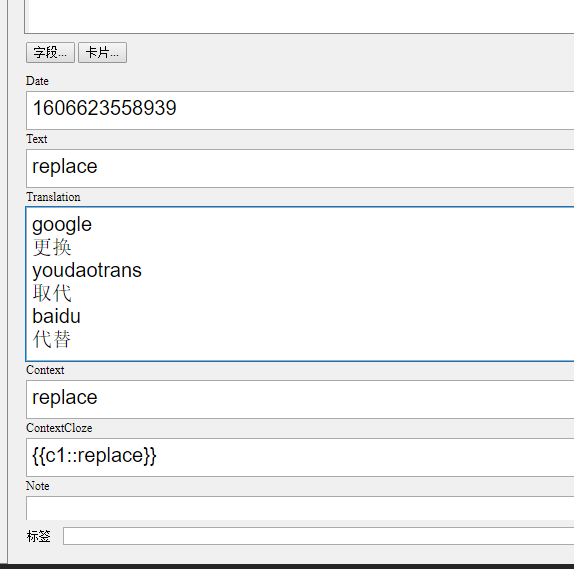 字段... 卡片...
Date
1606623558939
Text
replace
Translation
google
更换
youdaotrans
取代
baidu
代替
Context
replace
ContextCloze
{{c1::replace}}
Note
标签